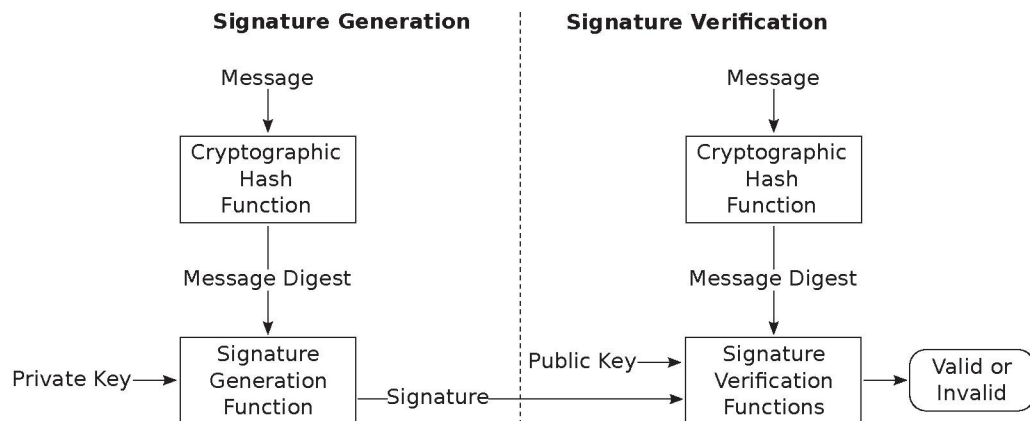 Signature Generation
Signature Verification
Message
Message
Cryptographic
Hash
Function
Cryptographic
Hash
Function
Message Digest
Message Digest
Private Key
Signature
Generation
Function
Signature
Public Key
Signature
Verification
Functions
Valid or
Invalid